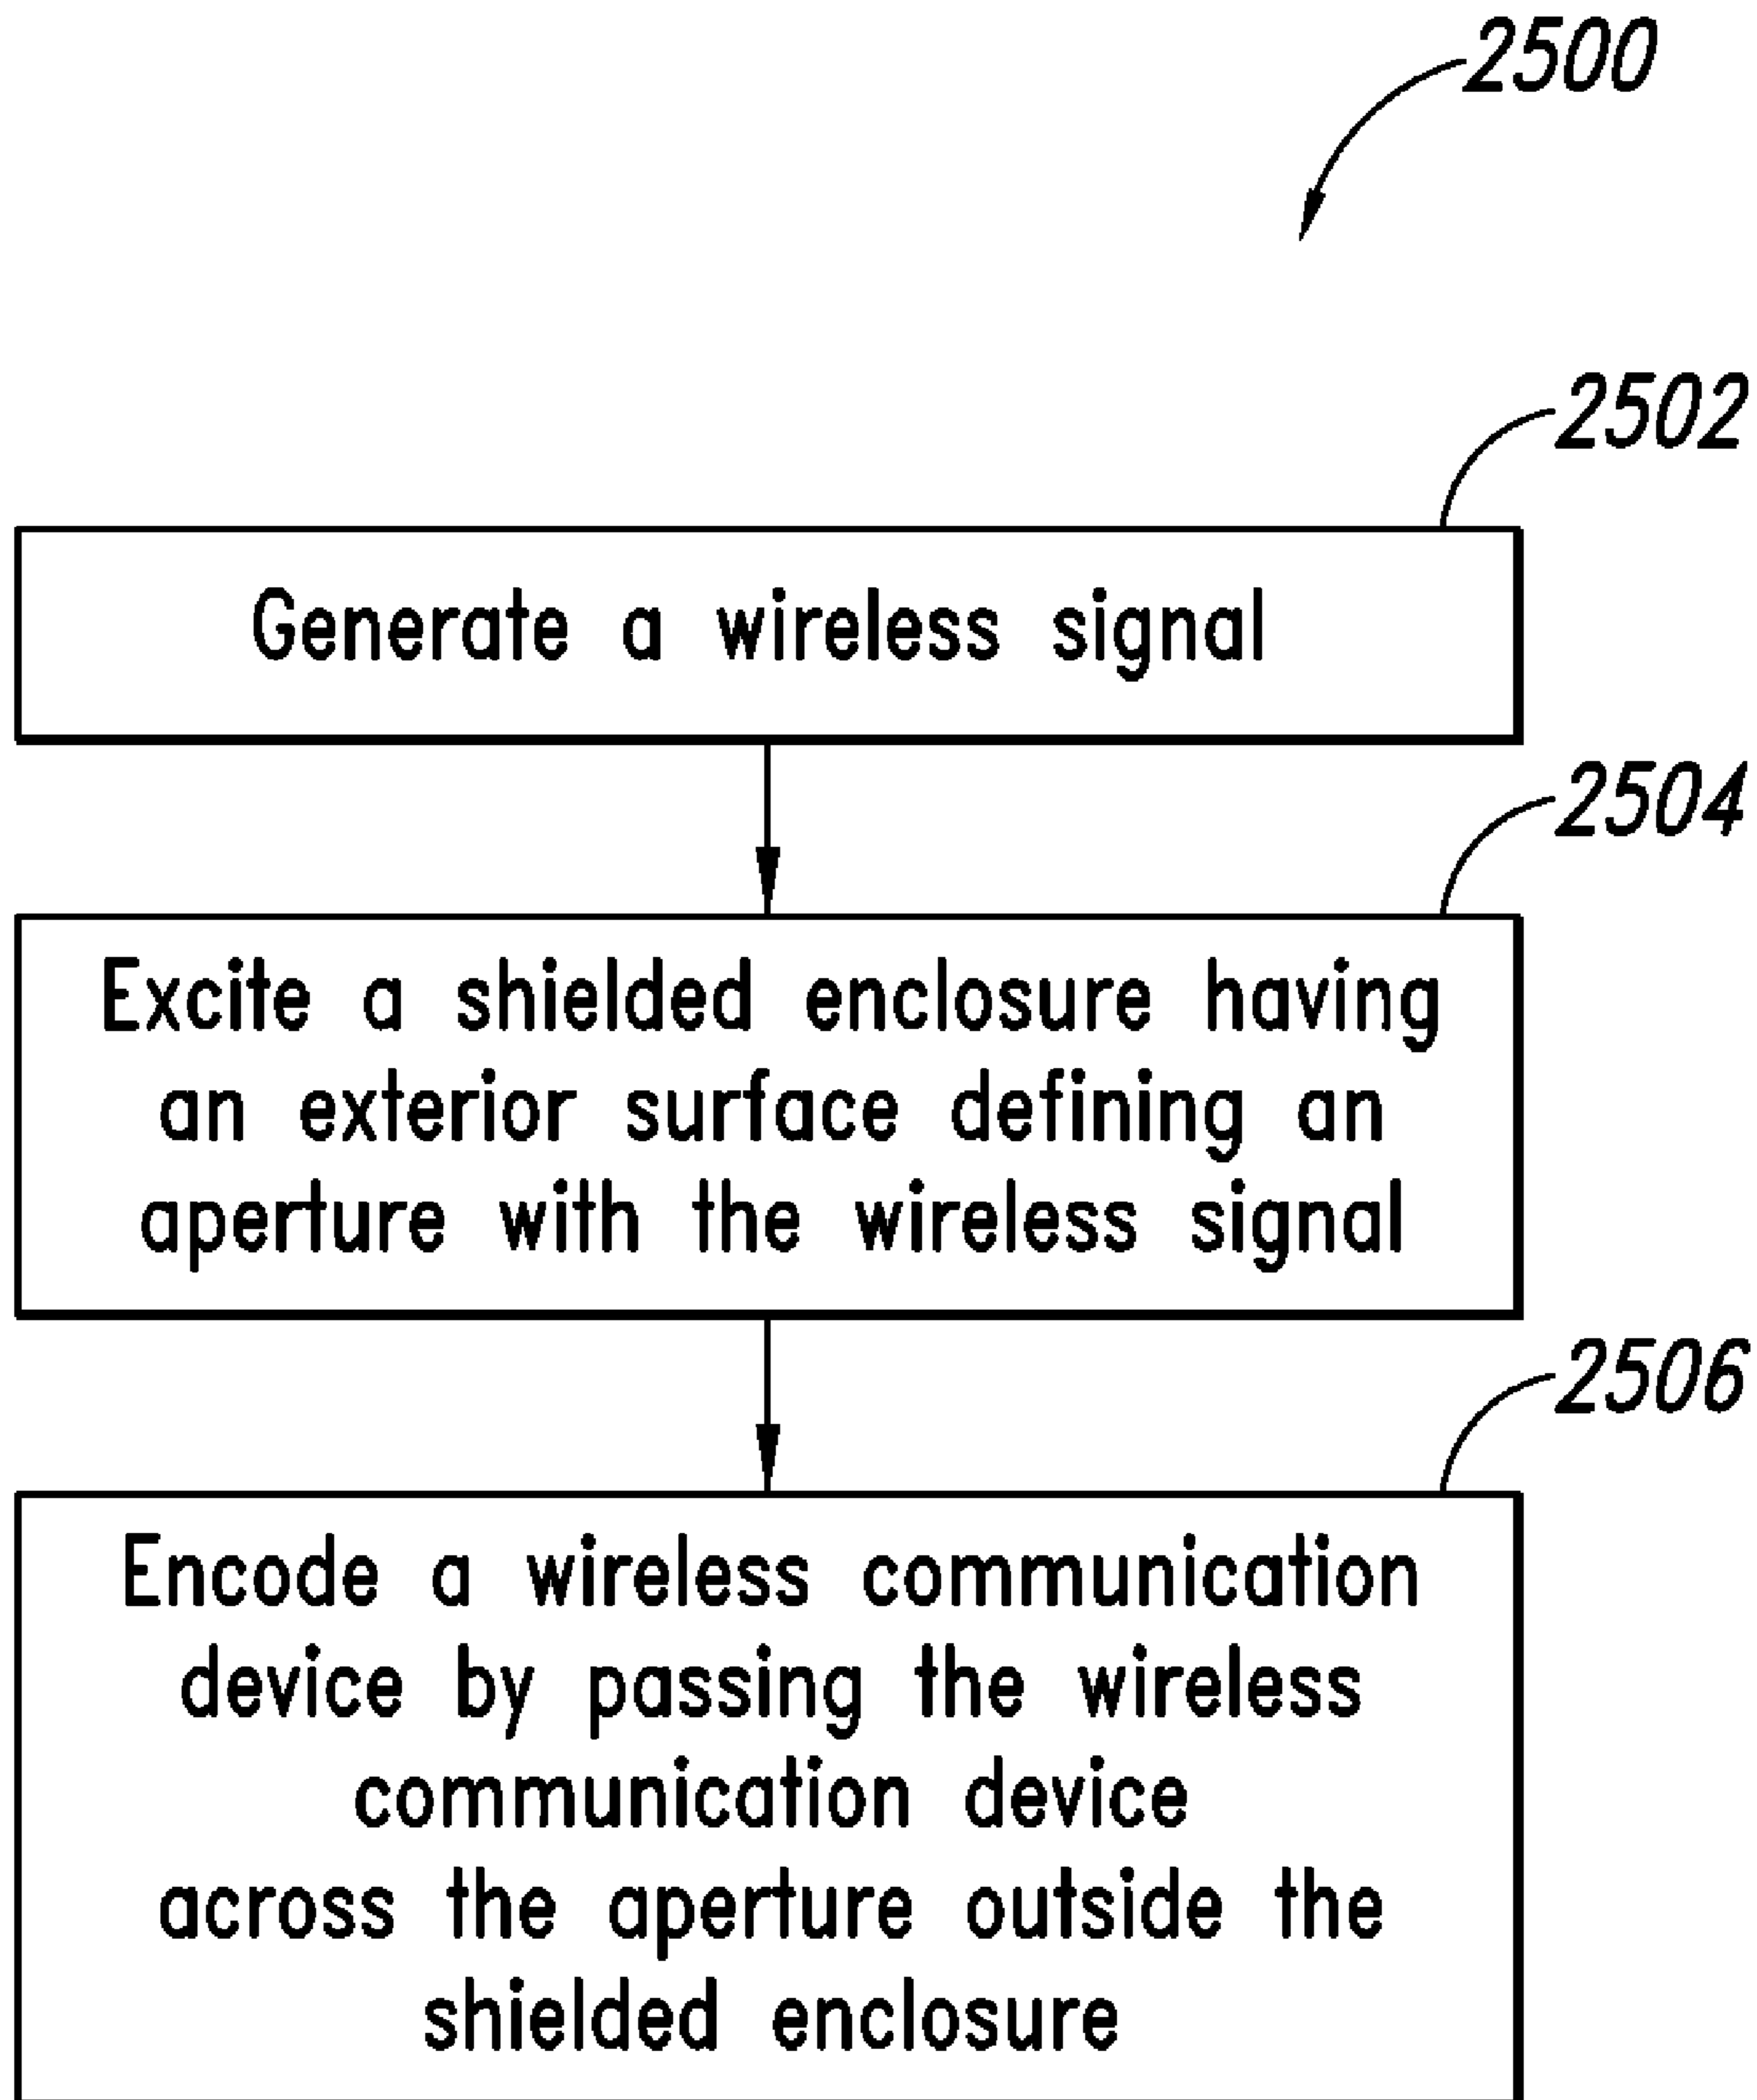 2500
2502
Generate a wireless signal
2504
Excite a shielded enclosure having
an exterior surface defining an
aperture with the wireless signal
2506
Encode a wireless communication
device by passing the wireless
communication device
across the aperture outside the
shielded enclosure